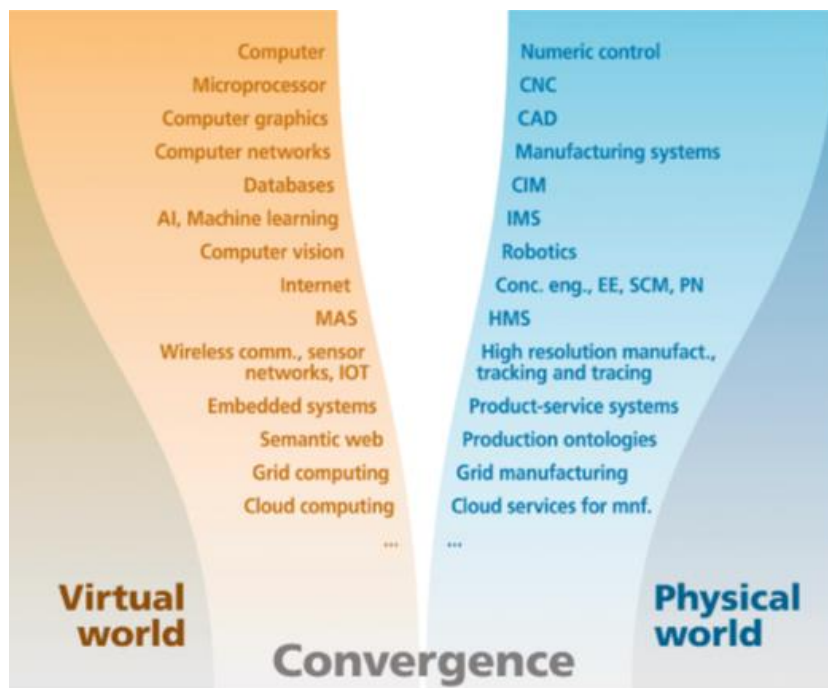 Computer
Numeric control
Microprocessor
CNC
Computer graphics
CAD
Computer networks
Manufacturing systems
Databases
CIM
AI, Machine learning
IMS
Computer vision
Robotics
Internet
Conc. eng., EE, SCM, PN
MAS
HMS
Wireless comm., sensor
networks, IOT
High resolution manufact.,
tracking and tracing
Embedded systems
Product-service systems
Semantic web
Production ontologies
Grid computing
Grid manufacturing
Cloud computing
Cloud services for mnf.
...
...
Virtual
world
Physical
world
Convergence